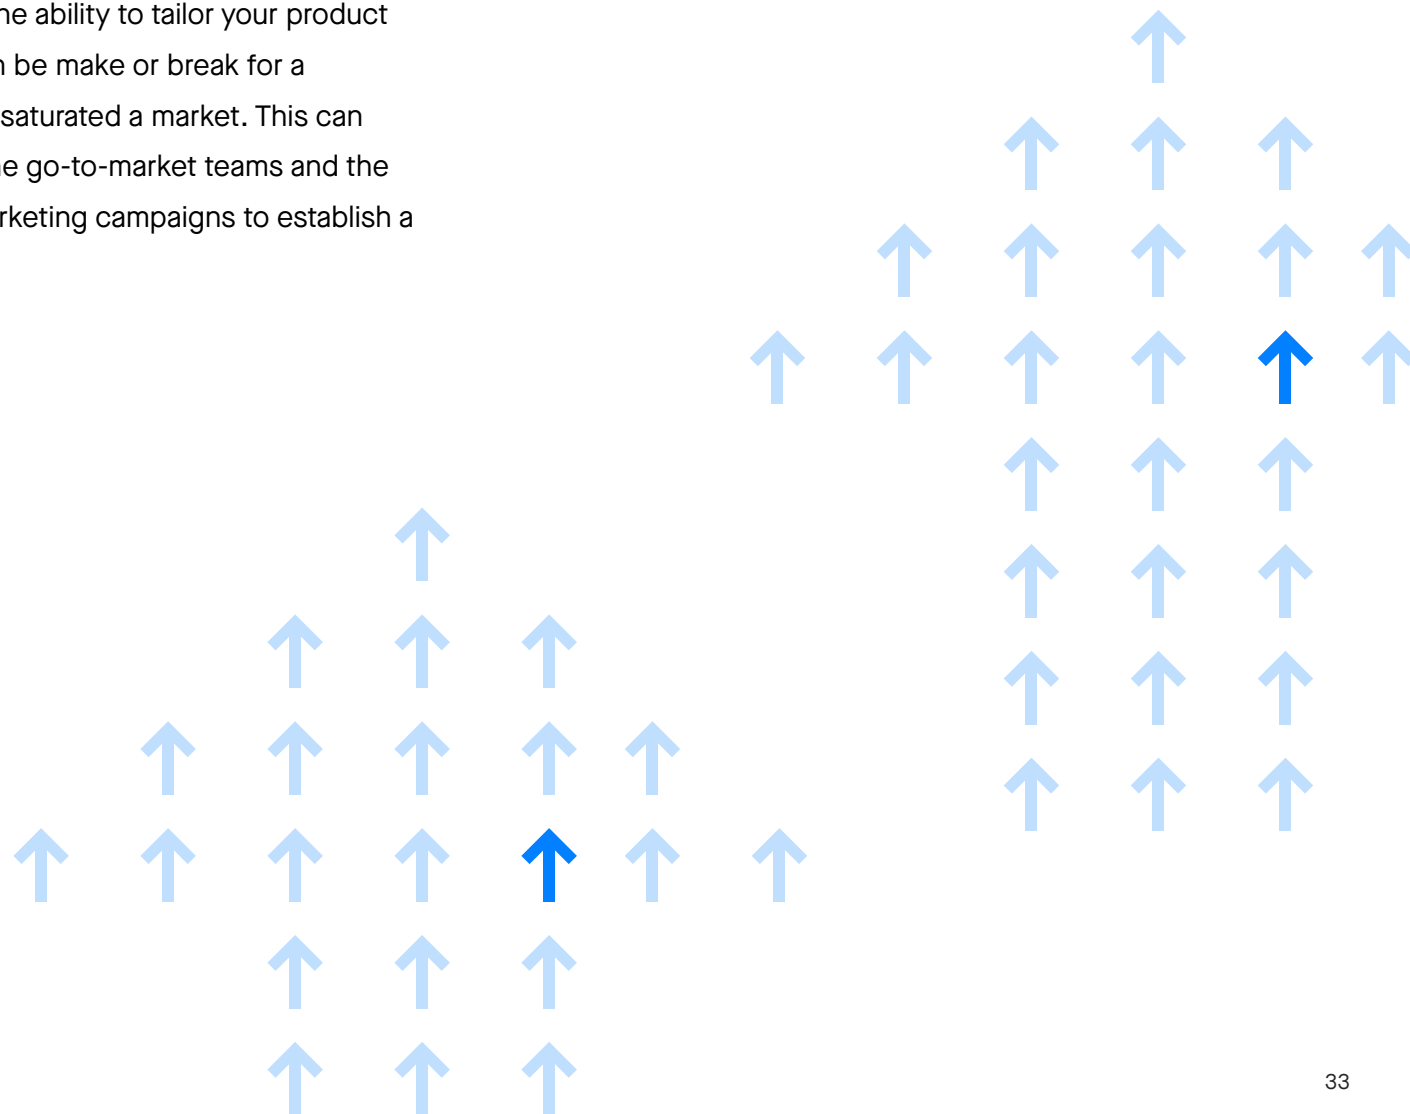 he ability to tailor your product
n be make or break for a
saturated a market. This can
he go-to-market teams and the
rketing campaigns to establish a
33